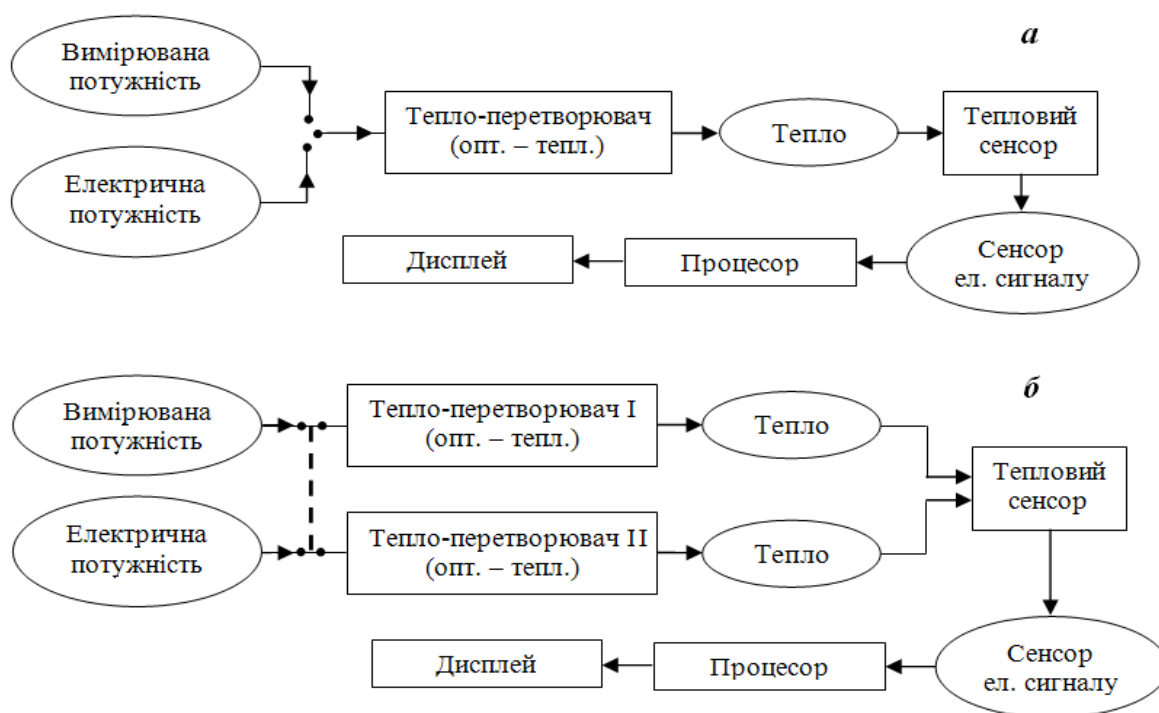 а
Вимірювана
потужність
Електрична
потужність
Тепло-перетворювач
(опт. – тепл.)
Тепло
Тепловий
сенсор
Сенсор
ел. сигналу
Процесор
Дисплей
б
Вимірювана
потужність
Електрична
потужність
Тепло-перетворювач I
(опт. – тепл.)
Тепло-перетворювач II
(опт. – тепл.)
Тепло
Тепло
Тепловий
сенсор
Сенсор
ел. сигналу
Процесор
Дисплей